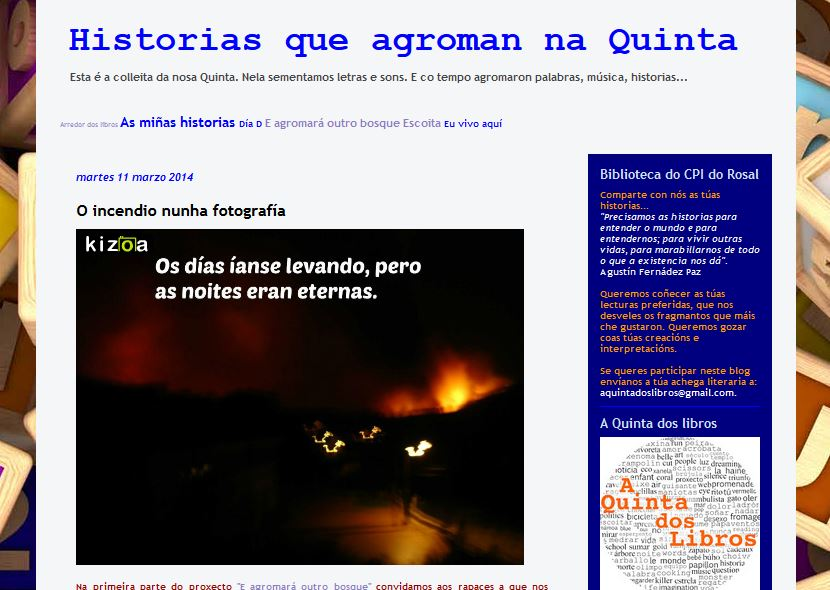 Historias que agroman na Quinta
Esta é a colleita da nosa Quinta. Nela sementamos letras e sons. E co tempo agromaron palabras, música, historias...
Arredor dos libros As miñas historias Día D E agromará outro bosque Escoita Eu vivo aquí
martes 11 marzo 2014
O incendio nunha fotografía
kizoa
Os días íanse levando, pero
as noites eran eternas.
Na primeira parte do proxecto "E agromará outro bosque" convidamos aos rapaces a que nos
Biblioteca do CPI do Rosal
Comparte con nós as túas
historias...
"Precisamos as historias para
entender o mundo e para
entendernos; para vivir outras
vidas, para marabillarnos de todo
o que a existencia nos dá".
Agustín Fernádez Paz
Queremos coñecer as túas
lecturas preferidas, que nos
desveles os fragmantos que máis
che gustaron. Queremos gozar
coas túas creacións e
interpretacións.
Se queres participar neste blog
envíanos a túa achega literaria a:
aquintadoslibros@gmail.com.
A Quinta dos libros
A
Quinta
dos
Libros